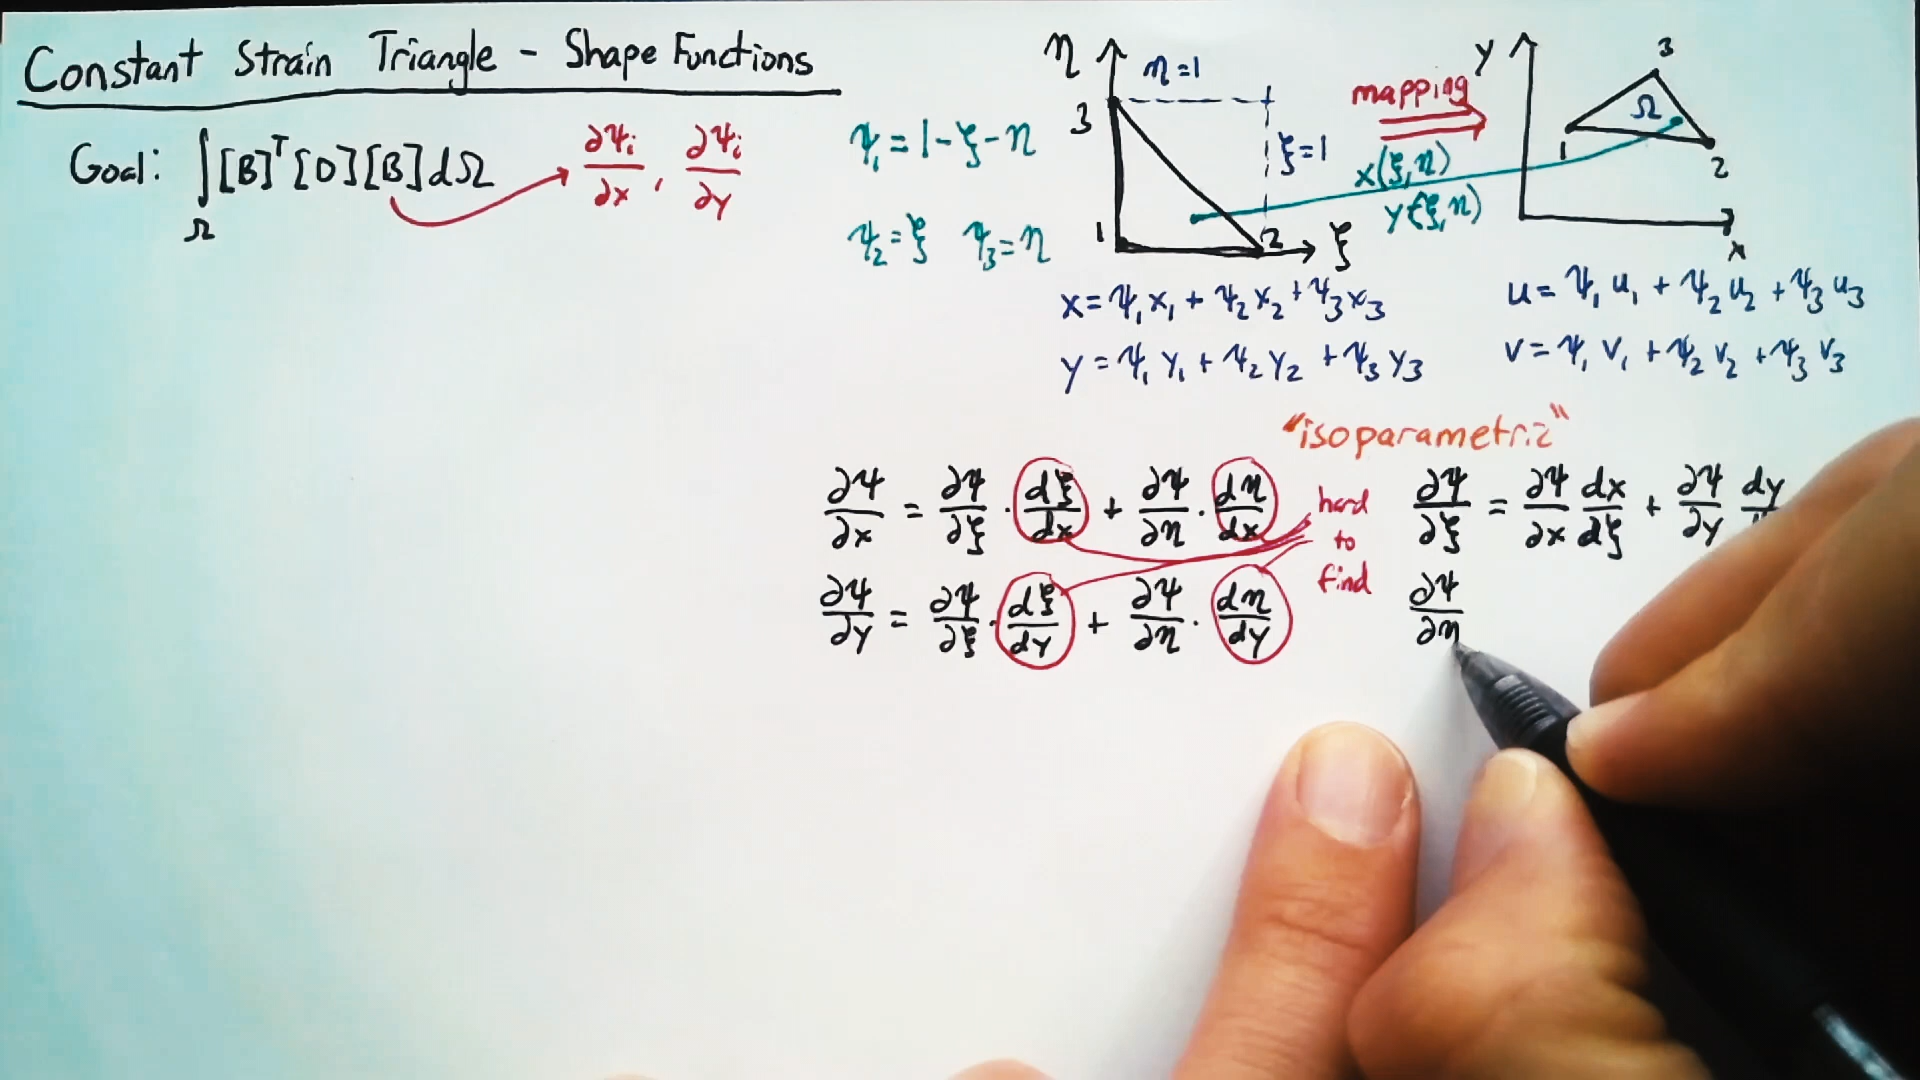 Constant Strain Triangle - Shape Functions
Goal: ∫Ω [B]ᵀ[D][B] dΩ
∂Ψi/∂x , ∂Ψi/∂y
Ψ₁ = 1-ξ-η
Ψ₂ = ξ Ψ₃ = η
η
η=1
3
ξ=1
1
2
ξ
mapping
x(ξ,η)
y(ξ,η)
y
3
Ω
1
2
x
x = Ψ₁x₁ + Ψ₂x₂ + Ψ₃x₃
y = Ψ₁y₁ + Ψ₂y₂ + Ψ₃y₃
u = Ψ₁u₁ + Ψ₂u₂ + Ψ₃u₃
v = Ψ₁v₁ + Ψ₂v₂ + Ψ₃v₃
"isoparametric"
∂Ψ/∂x = ∂Ψ/∂ξ · dξ/dx + ∂Ψ/∂η · dη/dx
∂Ψ/∂y = ∂Ψ/∂ξ · dξ/dy + ∂Ψ/∂η · dη/dy
hard
to
find
∂Ψ/∂ξ = ∂Ψ/∂x dx/dξ + ∂Ψ/∂y dy
∂Ψ/∂η